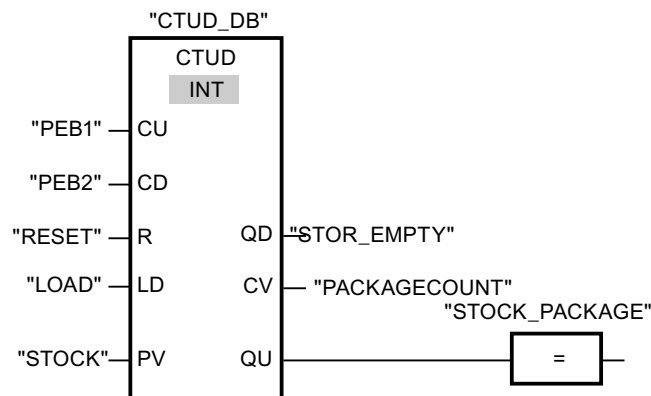 "CTUD_DB"
CTUD
INT
"PEB1" CU
"PEB2" CD
"RESET" R QD "STOR_EMPTY"
"LOAD" LD CV "PACKAGECOUNT"
"STOCK_PACKAGE"
"STOCK" PV QU =